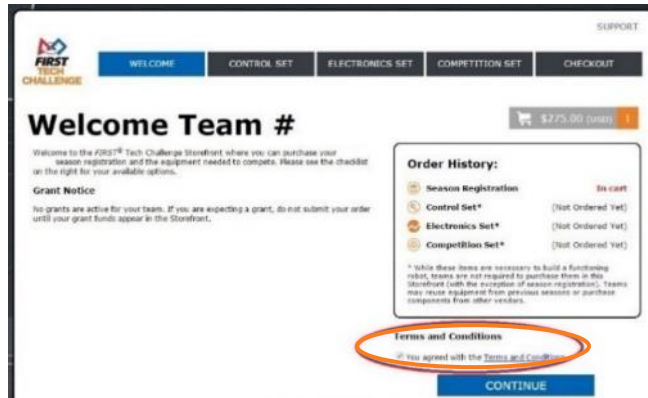 SUPPORT
FIRST
TECH
CHALLENGE
WELCOME
CONTROL SET
ELECTRONICS SET
COMPETITION SET
CHECKOUT
$275.00 (USD) 1
Welcome Team #
Welcome to the FIRST® Tech Challenge Storefront where you can purchase your
season registration and the equipment needed to compete. Please see the checklist
on the right for your available options.
Grant Notice
No grants are active for your team. If you are expecting a grant, do not submit your order
until your grant funds appear in the Storefront.
Order History:
Season Registration In cart
Control Set* (Not Ordered Yet)
Electronics Set* (Not Ordered Yet)
Competition Set* (Not Ordered Yet)
* While these items are necessary to build a functioning
robot, teams are not required to purchase them in this
Storefront (with the exception of season registration). Teams
may reuse equipment from previous seasons or purchase
components from other vendors.
Terms and Conditions
You agreed with the Terms and Conditions
CONTINUE